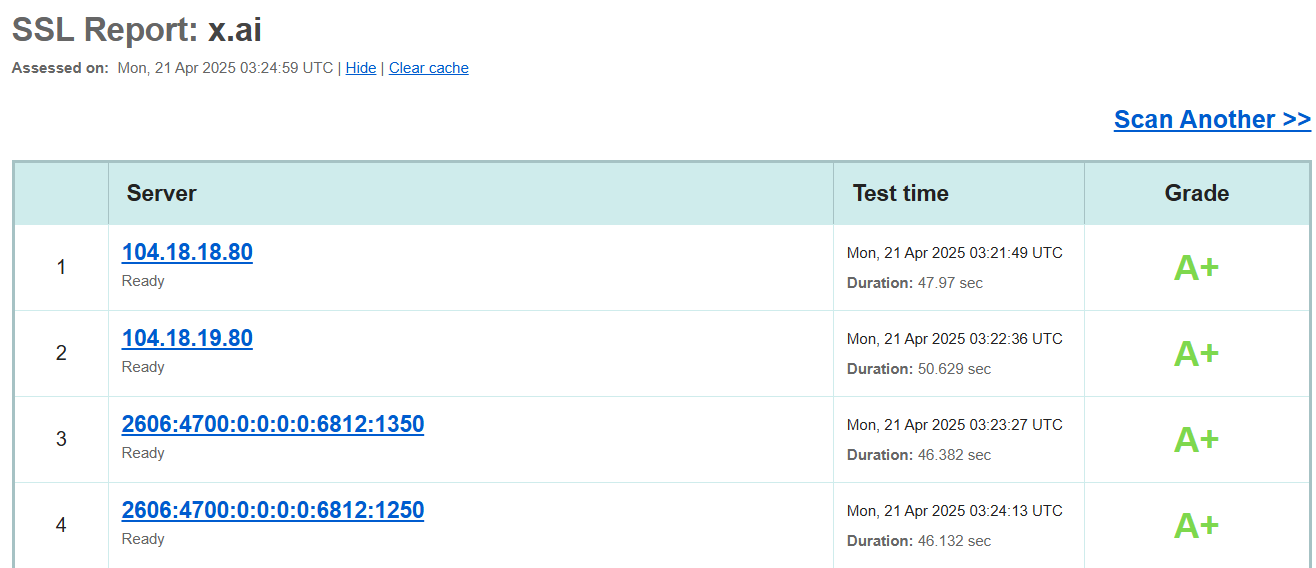 SSL Report: x.ai
Assessed on: Mon, 21 Apr 2025 03:24:59 UTC | Hide | Clear cache
Scan Another >>
Server Test time Grade
1 104.18.18.80 Ready Mon, 21 Apr 2025 03:21:49 UTC Duration: 47.97 sec A+
2 104.18.19.80 Ready Mon, 21 Apr 2025 03:22:36 UTC Duration: 50.629 sec A+
3 2606:4700:0:0:0:0:6812:1350 Ready Mon, 21 Apr 2025 03:23:27 UTC Duration: 46.382 sec A+
4 2606:4700:0:0:0:0:6812:1250 Ready Mon, 21 Apr 2025 03:24:13 UTC Duration: 46.132 sec A+